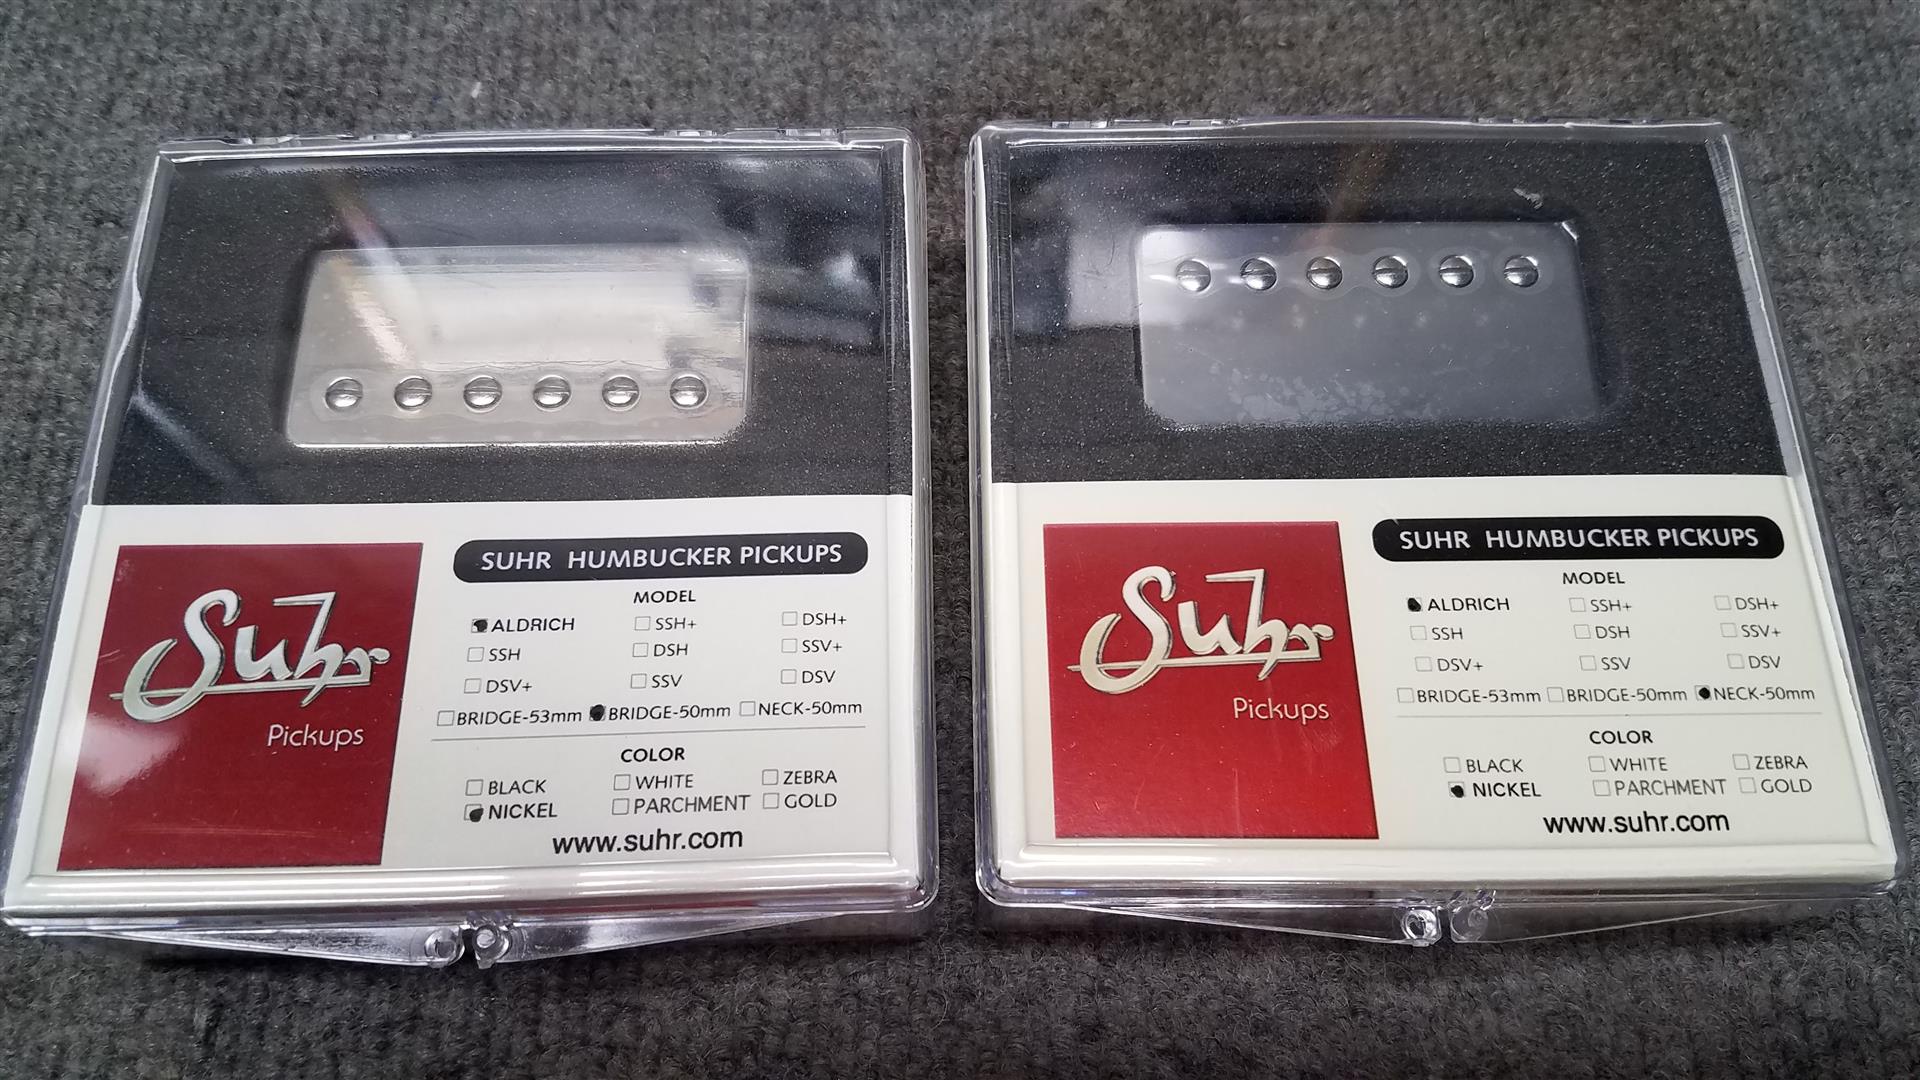 Suhr
Pickups
SUHR HUMBUCKER PICKUPS
MODEL
ALDRICH SSH+ DSH+
SSH DSH SSV+
DSV+ SSV DSV
BRIDGE-53mm BRIDGE-50mm NECK-50mm
COLOR
BLACK WHITE ZEBRA
NICKEL PARCHMENT GOLD
www.suhr.com
Suhr
Pickups
SUHR HUMBUCKER PICKUPS
MODEL
ALDRICH SSH+ DSH+
SSH DSH SSV+
DSV+ SSV DSV
BRIDGE-53mm BRIDGE-50mm NECK-50mm
COLOR
BLACK WHITE ZEBRA
NICKEL PARCHMENT GOLD
www.suhr.com